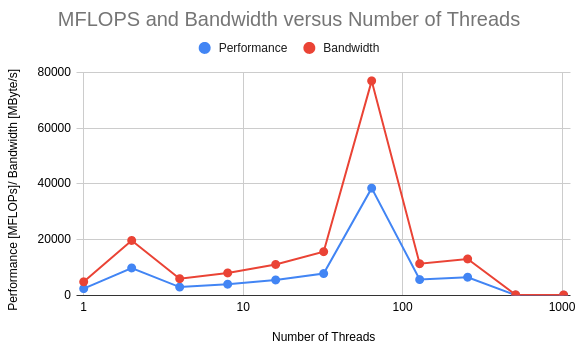 MFLOPS and Bandwidth versus Number of Threads
Performance Bandwidth
Performance [MFLOPs]/ Bandwidth [MByte/s]
80000
60000
40000
20000
0
1 10 100 1000
Number of Threads